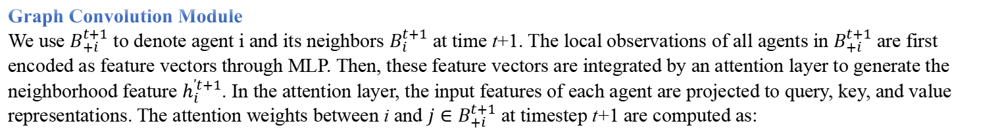 Graph Convolution Module
We use $B_{+i}^{t+1}$ to denote agent i and its neighbors $B_{i}^{t+1}$ at time t+1. The local observations of all agents in $B_{+i}^{t+1}$ are first
encoded as feature vectors through MLP. Then, these feature vectors are integrated by an attention layer to generate the
neighborhood feature $h_{i}^{'t+1}$. In the attention layer, the input features of each agent are projected to query, key, and value
representations. The attention weights between i and $j \in B_{+i}^{t+1}$ at timestep t+1 are computed as: